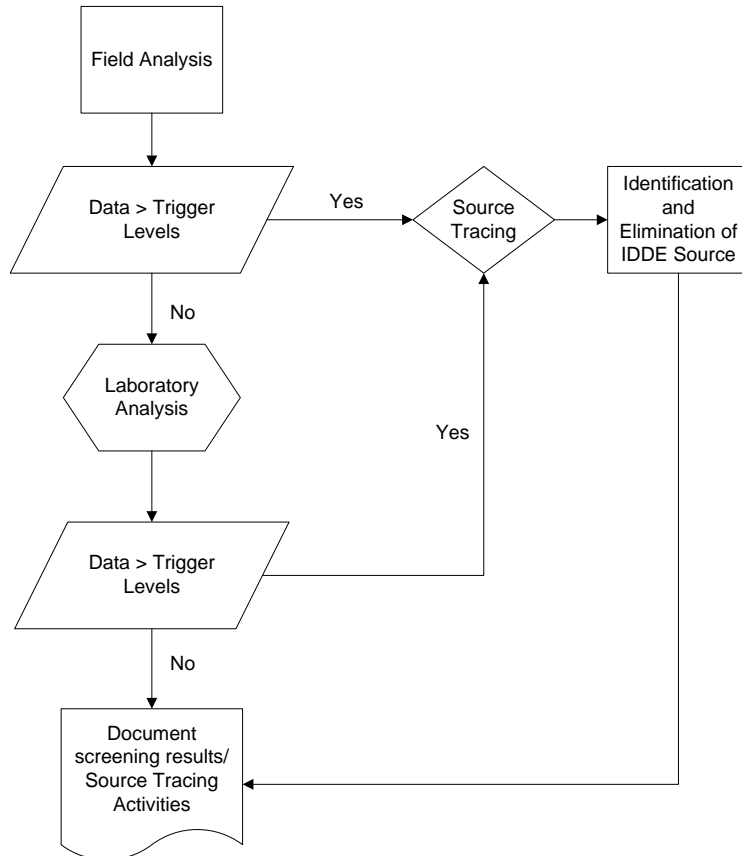 Field Analysis
Data > Trigger
Levels
Yes
Source
Tracing
Identification
and
Elimination of
IDDE Source
No
Laboratory
Analysis
Yes
Data > Trigger
Levels
No
Document
screening results/
Source Tracing
Activities